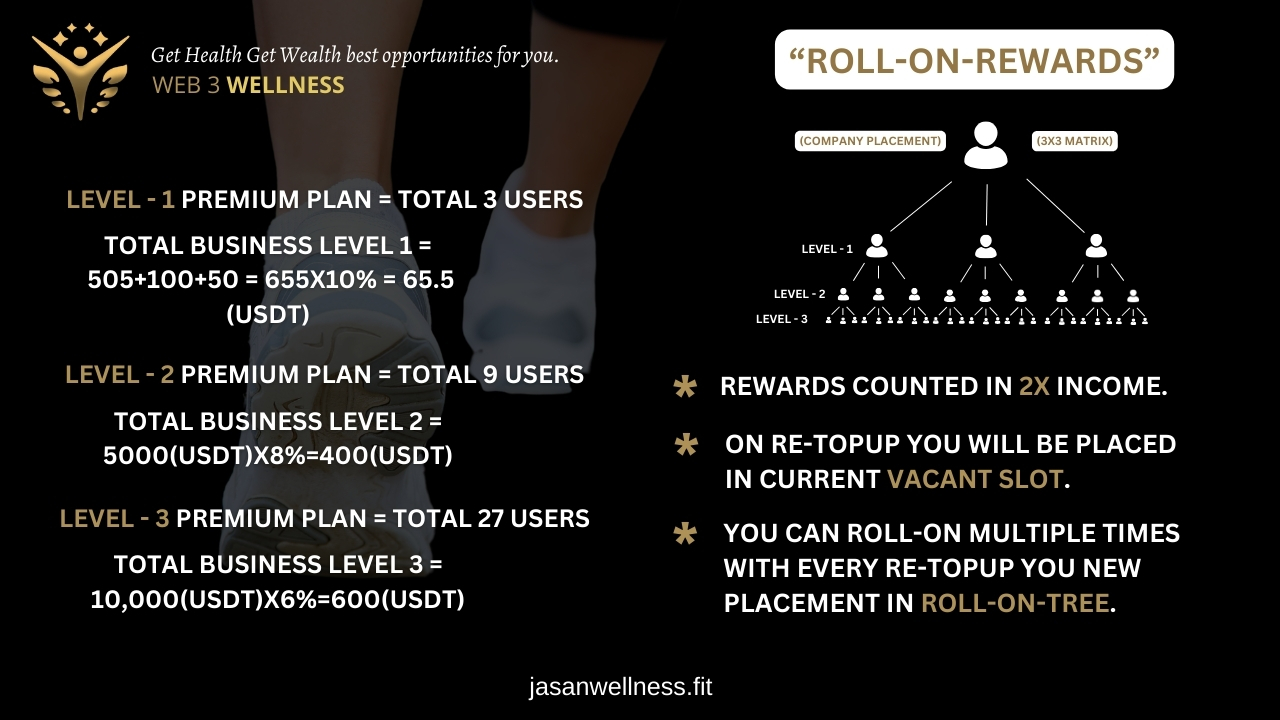 Get Health Get Wealth best opportunities for you.
WEB 3 WELLNESS
LEVEL - 1 PREMIUM PLAN = TOTAL 3 USERS
TOTAL BUSINESS LEVEL 1 =
505+100+50 = 655X10% = 65.5
(USDT)
LEVEL - 2 PREMIUM PLAN = TOTAL 9 USERS
TOTAL BUSINESS LEVEL 2 =
5000(USDT)X8%=400(USDT)
LEVEL - 3 PREMIUM PLAN = TOTAL 27 USERS
TOTAL BUSINESS LEVEL 3 =
10,000(USDT)X6%=600(USDT)
“ROLL-ON-REWARDS”
(COMPANY PLACEMENT)
(3X3 MATRIX)
LEVEL - 1
LEVEL - 2
LEVEL - 3
* REWARDS COUNTED IN 2X INCOME.
* ON RE-TOPUP YOU WILL BE PLACED
IN CURRENT VACANT SLOT.
* YOU CAN ROLL-ON MULTIPLE TIMES
WITH EVERY RE-TOPUP YOU NEW
PLACEMENT IN ROLL-ON-TREE.
jasanwellness.fit